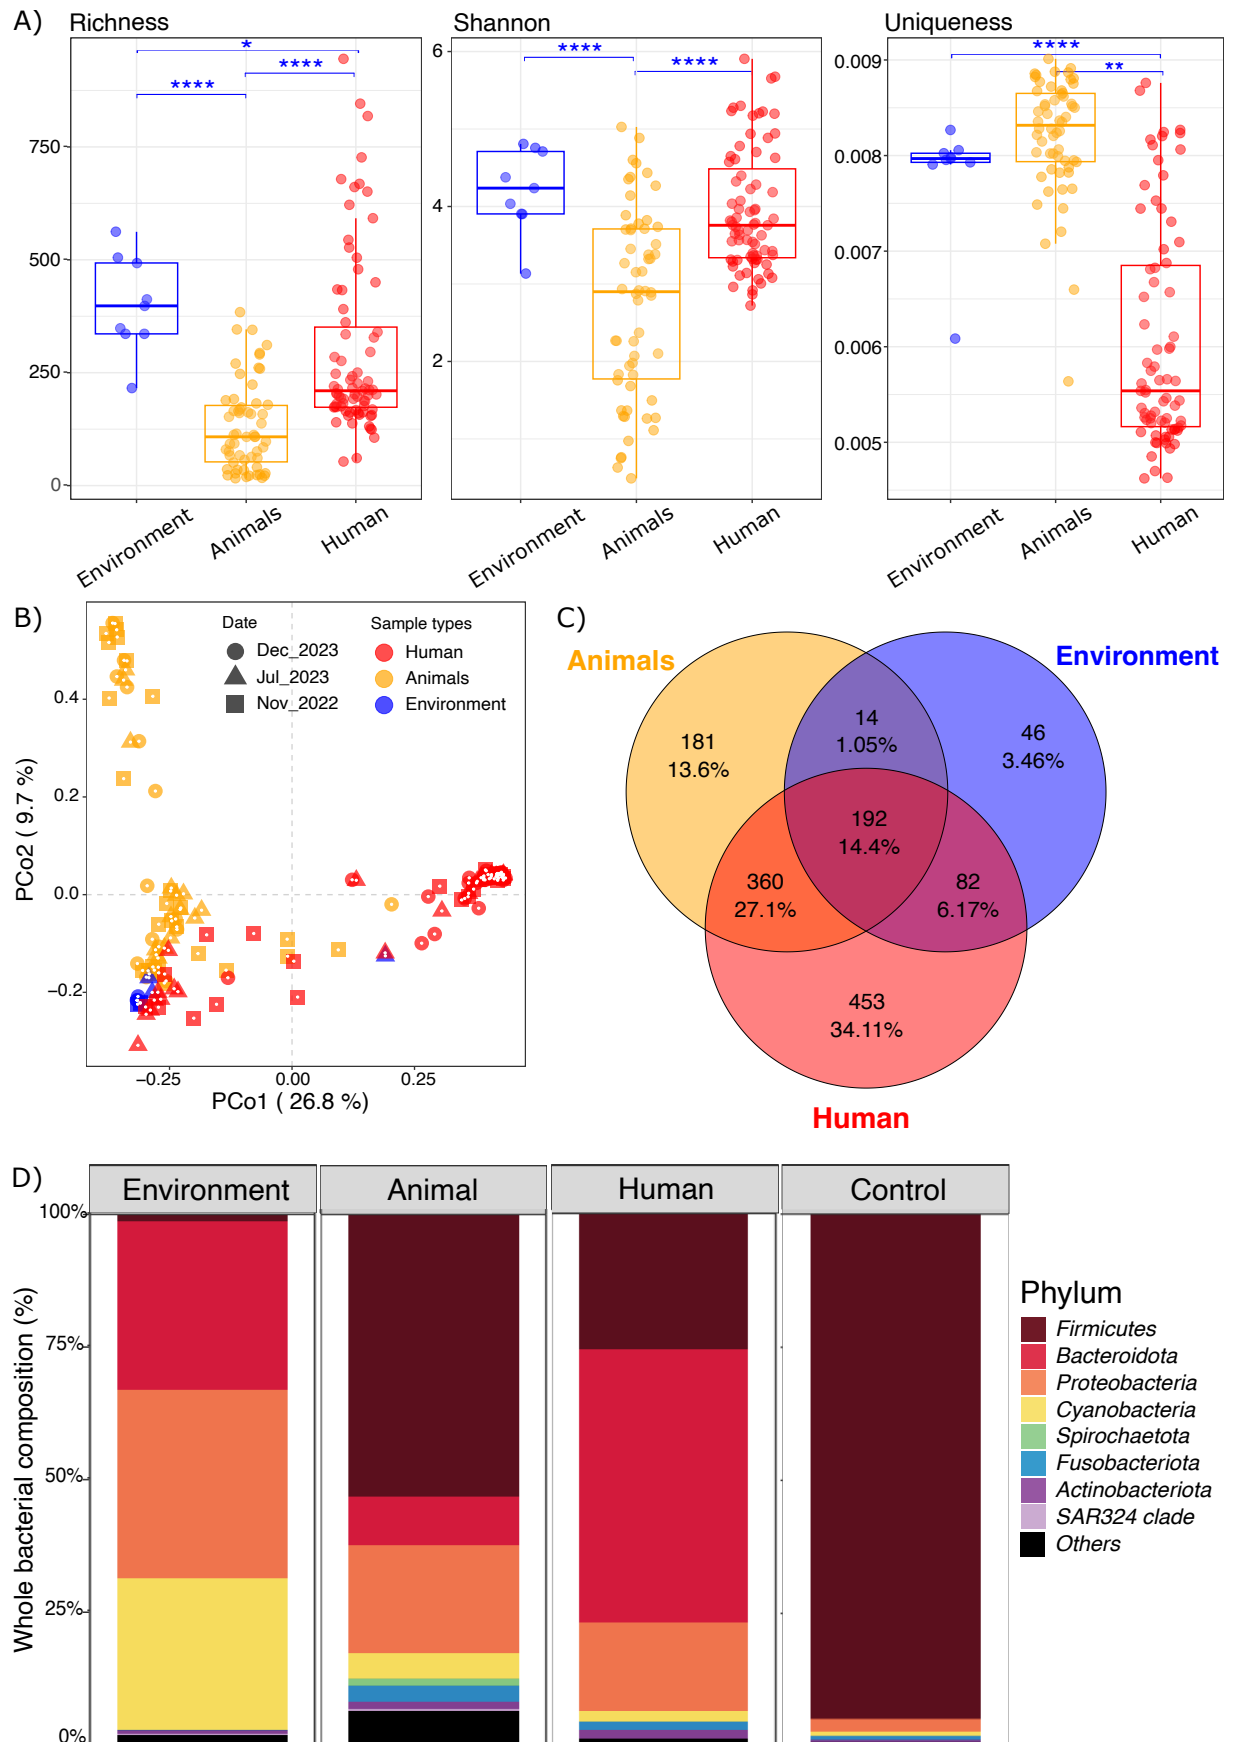 A)
Richness
Shannon
Uniqueness
*
****
****
750
500
250
0
Environment
Animals
Human
****
****
6
4
2
Environment
Animals
Human
****
**
0.009
0.008
0.007
0.006
0.005
Environment
Animals
Human
B)
Date
Dec_2023
Jul_2023
Nov_2022
Sample types
Human
Animals
Environment
PCo2 ( 9.7 %)
0.4
0.2
0.0
−0.2
−0.25
0.00
0.25
PCo1 ( 26.8 %)
C)
Animals
Environment
181
13.6%
14
1.05%
46
3.46%
192
14.4%
360
27.1%
82
6.17%
453
34.11%
Human
D)
Environment
Animal
Human
Control
Whole bacterial composition (%)
100%
75%
50%
25%
0%
Phylum
Firmicutes
Bacteroidota
Proteobacteria
Cyanobacteria
Spirochaetota
Fusobacteriota
Actinobacteriota
SAR324 clade
Others